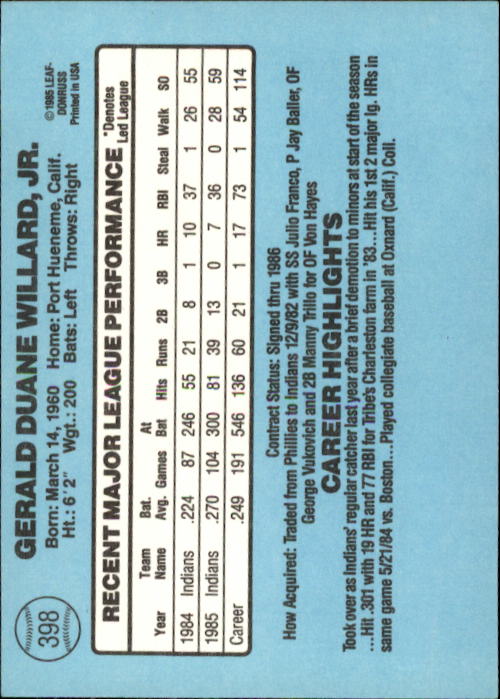 398
GERALD DUANE WILLARD, JR.
Born: March 14, 1960 Home: Port Hueneme, Calif.
Ht.: 6'2" Wgt.: 200 Bats: Left Throws: Right
©1985 LEAF-
DONRUSS
Printed in USA
RECENT MAJOR LEAGUE PERFORMANCE *Denotes Led League
Year Team Name Bat. Avg. Games At Bat Hits Runs 2B 3B HR RBI Steal Walk SO
1984 Indians .224 87 246 55 21 8 1 10 37 1 26 55
1985 Indians .270 104 300 81 39 13 0 7 36 0 28 59
Career .249 191 546 136 60 21 1 17 73 1 54 114
Contract Status: Signed thru 1986
How Acquired: Traded from Phillies to Indians 12/9/82 with SS Julio Franco, P Jay Baller, OF
George Vukovich and 2B Manny Trillo for OF Von Hayes
CAREER HIGHLIGHTS
Took over as Indians' regular catcher last year after a brief demotion to minors at start of the season
...Hit .301 with 19 HR and 77 RBI for Tribe's Charleston farm in '83...Hit his 1st 2 major lg. HRs in
same game 5/21/84 vs. Boston...Played collegiate baseball at Oxnard (Calif.) Coll.